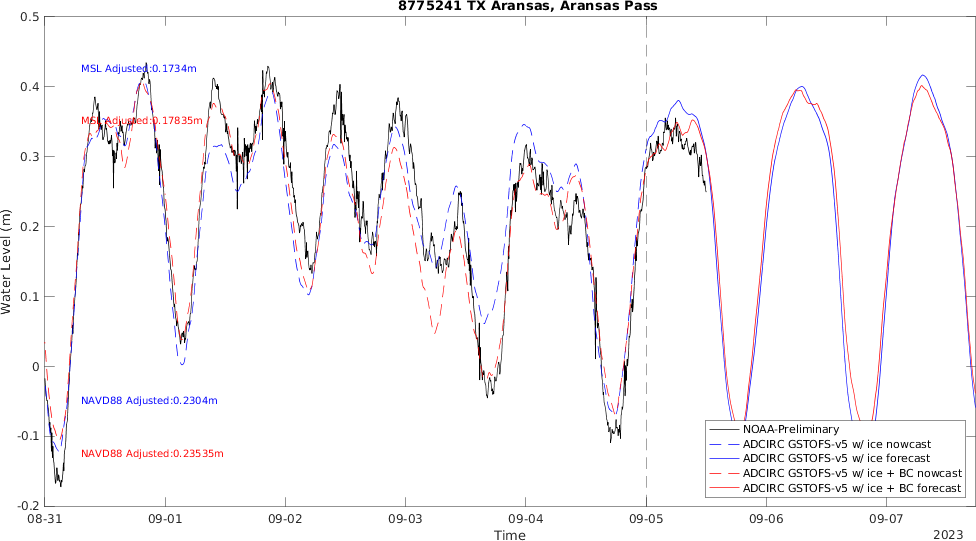 8775241 TX Aransas, Aransas Pass
0.5
0.4
0.3
0.2
0.1
0
-0.1
-0.2
Water Level (m)
MSL Adjusted:0.1734m
MSL Adjusted:0.17835m
NAVD88 Adjusted:0.2304m
NAVD88 Adjusted:0.23535m
NOAA-Preliminary
ADCIRC GSTOFS-v5 w/ ice nowcast
ADCIRC GSTOFS-v5 w/ ice forecast
ADCIRC GSTOFS-v5 w/ ice + BC nowcast
ADCIRC GSTOFS-v5 w/ ice + BC forecast
08-31 09-01 09-02 09-03 09-04 09-05 09-06 09-07
Time
2023